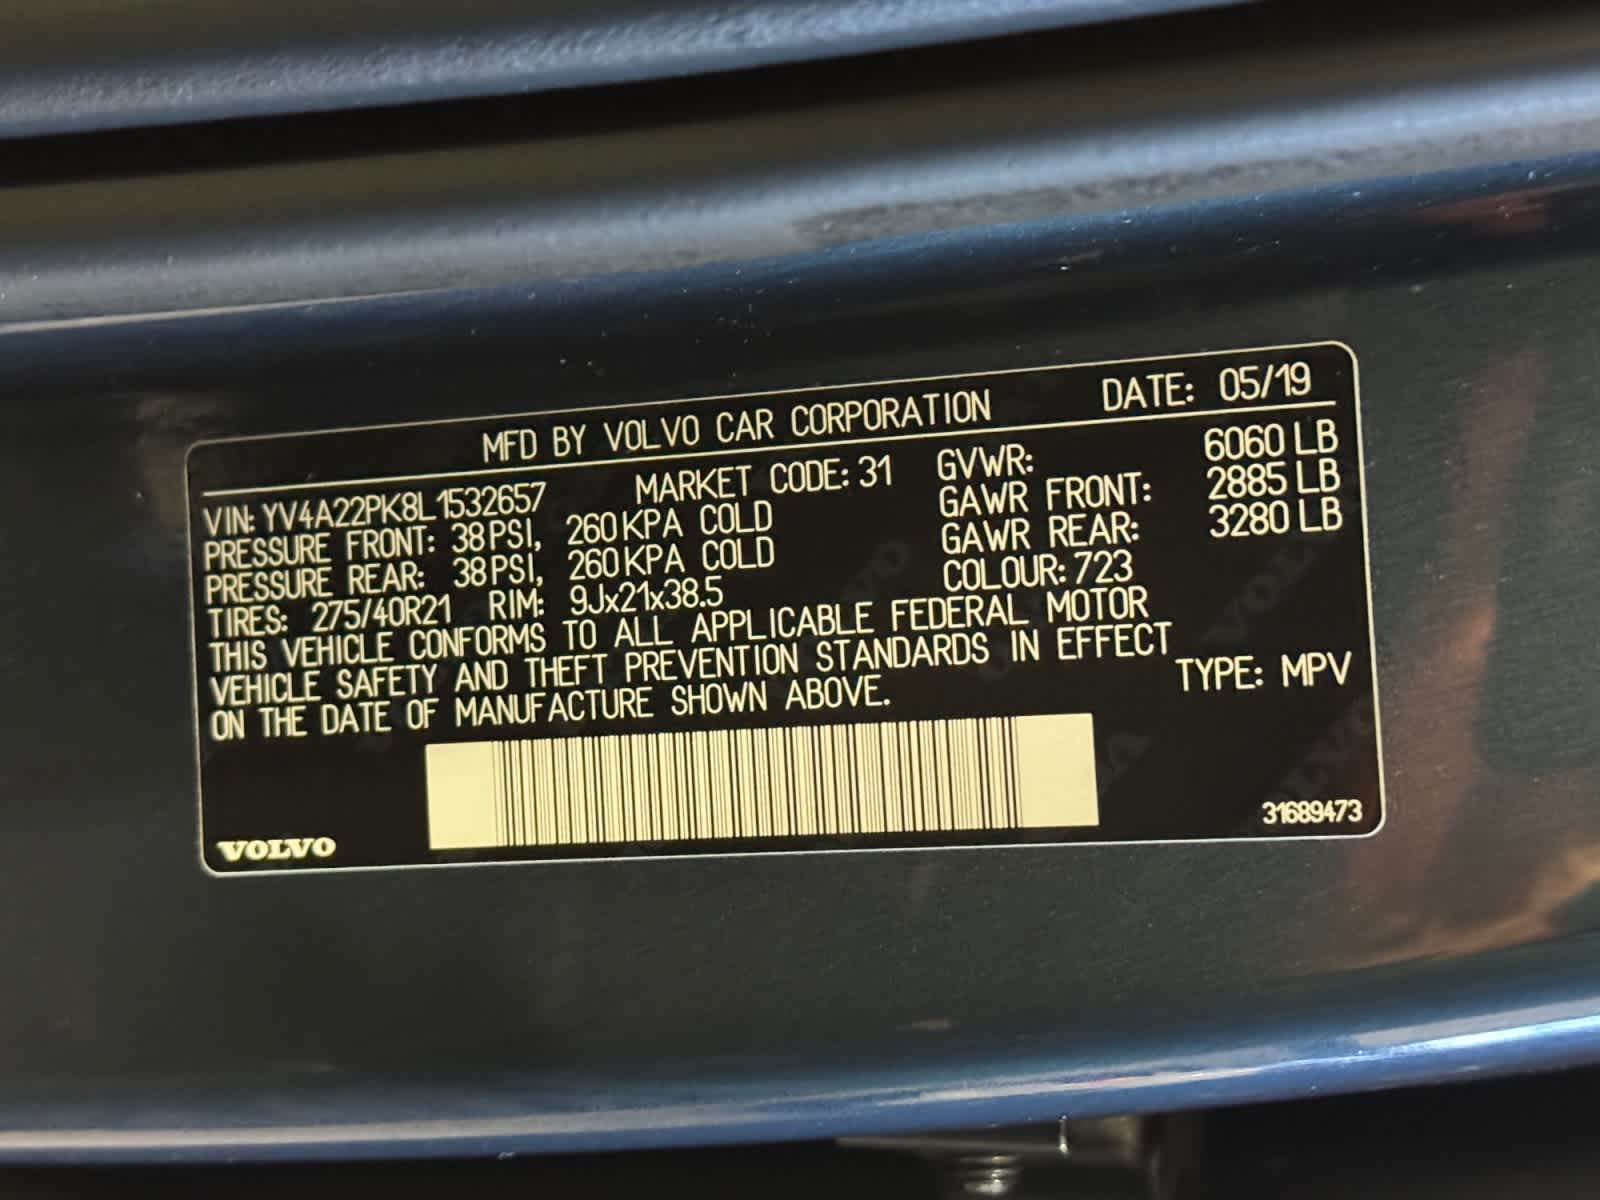 MFD BY VOLVO CAR CORPORATION DATE: 05/19
VIN: YV4A22PK8L1532657 MARKET CODE: 31 GVWR: 6060 LB
PRESSURE FRONT: 38 PSI, 260 KPA COLD GAWR FRONT: 2885 LB
PRESSURE REAR: 38 PSI, 260 KPA COLD GAWR REAR: 3280 LB
TIRES: 275/40R21 RIM: 9Jx21x38.5 COLOUR: 723
THIS VEHICLE CONFORMS TO ALL APPLICABLE FEDERAL MOTOR
VEHICLE SAFETY AND THEFT PREVENTION STANDARDS IN EFFECT
ON THE DATE OF MANUFACTURE SHOWN ABOVE. TYPE: MPV
VOLVO 31689473